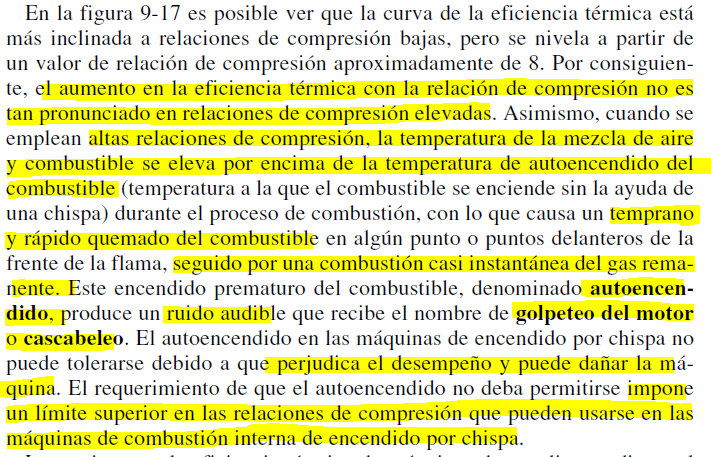 En la figura 9-17 es posible ver que la curva de la eficiencia térmica está
más inclinada a relaciones de compresión bajas, pero se nivela a partir de
un valor de relación de compresión aproximadamente de 8. Por consiguien-
te, el aumento en la eficiencia térmica con la relación de compresión no es
tan pronunciado en relaciones de compresión elevadas. Asimismo, cuando se
emplean altas relaciones de compresión, la temperatura de la mezcla de aire
y combustible se eleva por encima de la temperatura de autoencendido del
combustible (temperatura a la que el combustible se enciende sin la ayuda de
una chispa) durante el proceso de combustión, con lo que causa un temprano
y rápido quemado del combustible en algún punto o puntos delanteros de la
frente de la flama, seguido por una combustión casi instantánea del gas rema-
nente. Este encendido prematuro del combustible, denominado autoencen-
dido, produce un ruido audible que recibe el nombre de golpeteo del motor
o cascabeleo. El autoencendido en las máquinas de encendido por chispa no
puede tolerarse debido a que perjudica el desempeño y puede dañar la má-
quina. El requerimiento de que el autoencendido no deba permitirse impone
un límite superior en las relaciones de compresión que pueden usarse en las
máquinas de combustión interna de encendido por chispa.